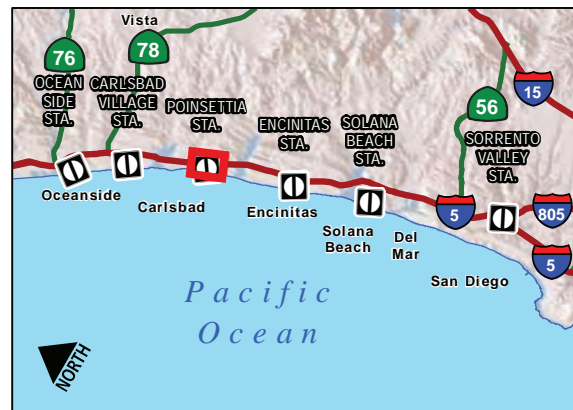 Vista
76
78
OCEAN
SIDE
STA.
CARLSBAD
VILLAGE
STA.
POINSETTIA
STA.
ENCINITAS
STA.
SOLANA
BEACH
STA.
56
15
SORRENTO
VALLEY
STA.
Oceanside
Carlsbad
Encinitas
Solana
Beach
Del
Mar
5
805
5
San Diego
Pacific
Ocean
NORTH